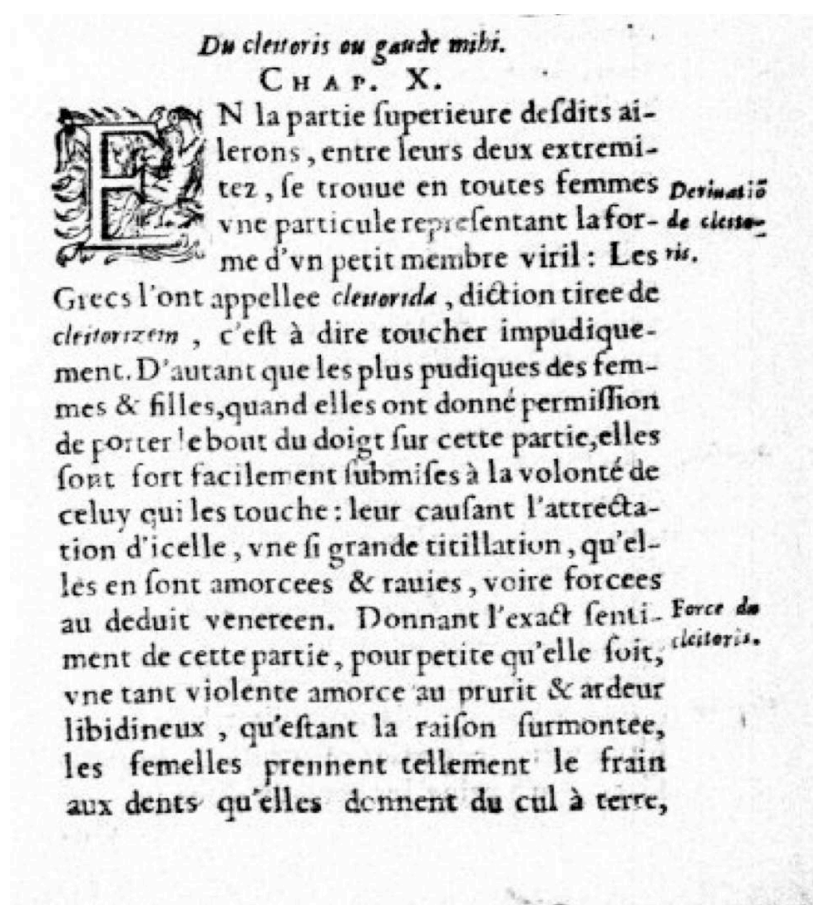 Du cleitoris ou gaude mihi.
CHAP. X.
EN la partie ſuperieure deſdits ai-
lerons, entre leurs deux extremi-
tez, ſe trouue en toutes femmes
vne particule repreſentant la for-
me d'vn petit membre viril : Les
Grecs l'ont appellee cleitorida, diction tiree de
cleitorizein, c'eſt à dire toucher impudique-
ment. D'autant que les plus pudiques des fem-
mes & filles, quand elles ont donné permiſſion
de porter le bout du doigt ſur cette partie, elles
ſont fort facilement ſubmiſes à la volonté de
celuy qui les touche : leur cauſant l'attrecta-
tion d'icelle, vne ſi grande titillation, qu'el-
les en ſont amorcees & rauies, voire forcees
au deduit venereen. Donnant l'exact ſenti-
ment de cette partie, pour petite qu'elle ſoit,
vne tant violente amorce au prurit & ardeur
libidineux, qu'eſtant la raiſon ſurmontee,
les femelles prennent tellement le frain
aux dents qu'elles donnent du cul à terre,
Deriuatiõ
de cleito-
ris.
Force du
cleitoris.